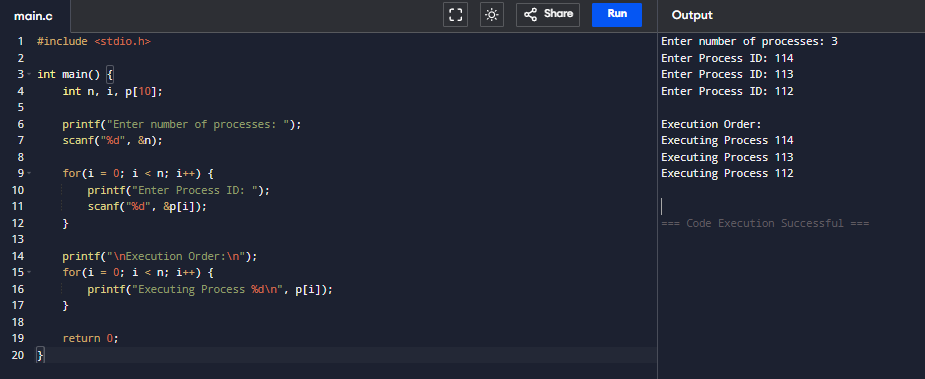 main.c
Share
Run
Output
1 #include <stdio.h>
2
3 int main() {
4     int n, i, p[10];
5
6     printf("Enter number of processes: ");
7     scanf("%d", &n);
8
9     for(i = 0; i < n; i++) {
10         printf("Enter Process ID: ");
11         scanf("%d", &p[i]);
12     }
13
14     printf("\nExecution Order:\n");
15     for(i = 0; i < n; i++) {
16         printf("Executing Process %d\n", p[i]);
17     }
18
19     return 0;
20 }
Enter number of processes: 3
Enter Process ID: 114
Enter Process ID: 113
Enter Process ID: 112
Execution Order:
Executing Process 114
Executing Process 113
Executing Process 112
=== Code Execution Successful ===